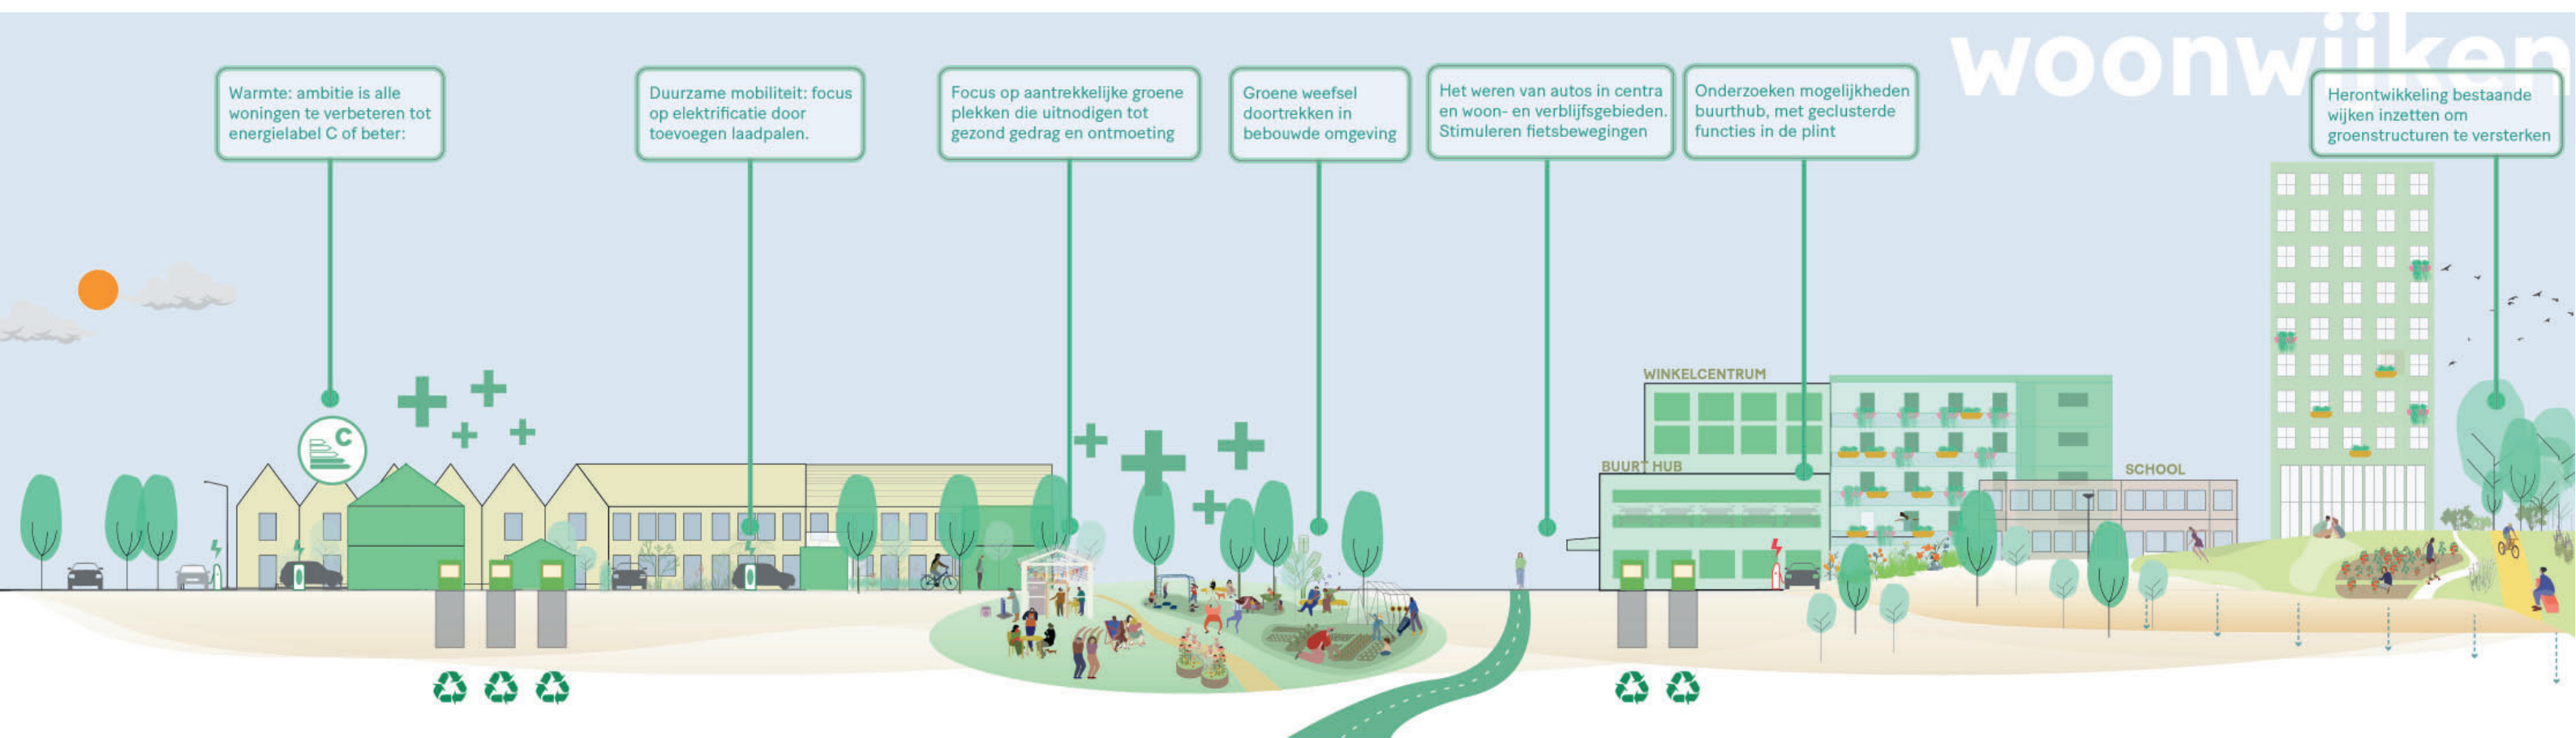 woonwijken
Warmte: ambitie is alle
woningen te verbeteren tot
energielabel C of beter:
Duurzame mobiliteit: focus
op elektrificatie door
toevoegen laadpalen.
Focus op aantrekkelijke groene
plekken die uitnodigen tot
gezond gedrag en ontmoeting
Groene weefsel
doortrekken in
bebouwde omgeving
Het weren van autos in centra
en woon- en verblijfsgebieden.
Stimuleren fietsbewegingen
Onderzoeken mogelijkheden
buurthub, met geclusterde
functies in de plint
Herontwikkeling bestaande
wijken inzetten om
groenstructuren te versterken
C
WINKELCENTRUM
BUURT HUB
SCHOOL